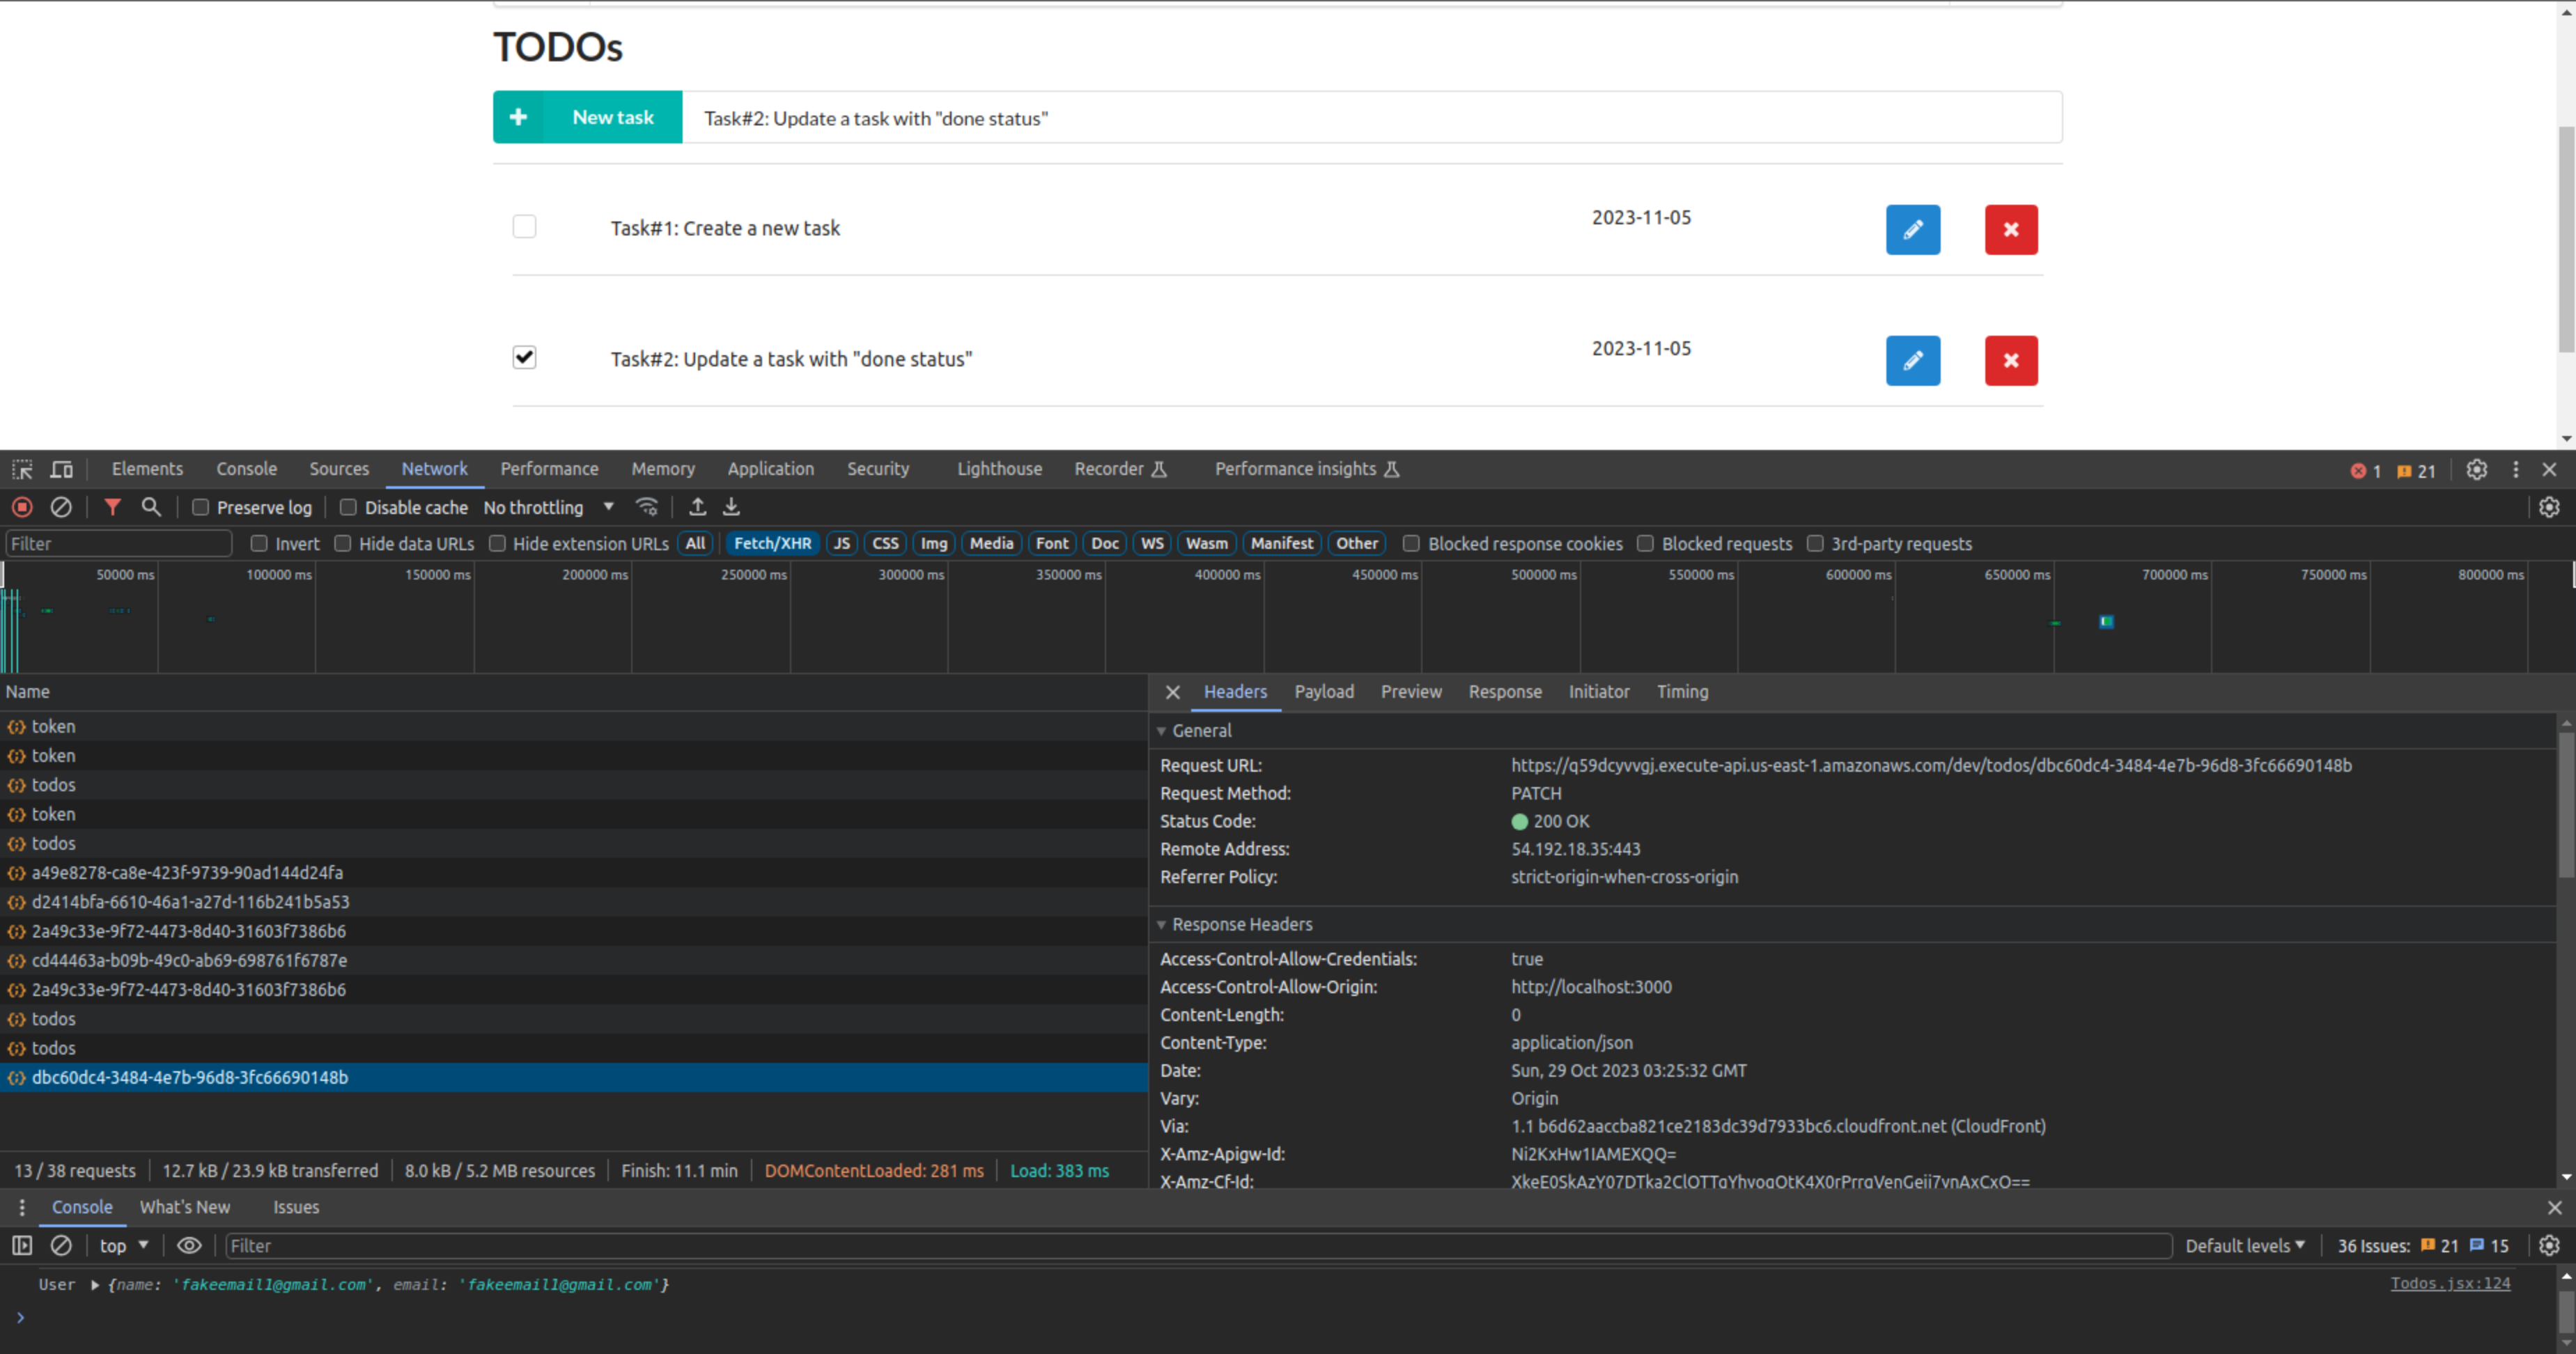 TODOs
New task Task#2: Update a task with "done status"
Task#1: Create a new task 2023-11-05
Task#2: Update a task with "done status" 2023-11-05
Elements Console Sources Network Performance Memory Application Security Lighthouse Recorder Performance insights 1 21
Preserve log Disable cache No throttling
Filter Invert Hide data URLs Hide extension URLs All Fetch/XHR JS CSS Img Media Font Doc WS Wasm Manifest Other Blocked response cookies Blocked requests 3rd-party requests
50000 ms 100000 ms 150000 ms 200000 ms 250000 ms 300000 ms 350000 ms 400000 ms 450000 ms 500000 ms 550000 ms 600000 ms 650000 ms 700000 ms 750000 ms 800000 ms
Name
token
token
todos
token
todos
a49e8278-ca8e-423f-9739-90ad144d24fa
d2414bfa-6610-46a1-a27d-116b241b5a53
2a49c33e-9f72-4473-8d40-31603f7386b6
cd44463a-b09b-49c0-ab69-698761f6787e
2a49c33e-9f72-4473-8d40-31603f7386b6
todos
todos
dbc60dc4-3484-4e7b-96d8-3fc66690148b
13 / 38 requests 12.7 kB / 23.9 kB transferred 8.0 kB / 5.2 MB resources Finish: 11.1 min DOMContentLoaded: 281 ms Load: 383 ms
Headers Payload Preview Response Initiator Timing
General
Request URL: https://q59dcyvvgj.execute-api.us-east-1.amazonaws.com/dev/todos/dbc60dc4-3484-4e7b-96d8-3fc66690148b
Request Method: PATCH
Status Code: 200 OK
Remote Address: 54.192.18.35:443
Referrer Policy: strict-origin-when-cross-origin
Response Headers
Access-Control-Allow-Credentials: true
Access-Control-Allow-Origin: http://localhost:3000
Content-Length: 0
Content-Type: application/json
Date: Sun, 29 Oct 2023 03:25:32 GMT
Vary: Origin
Via: 1.1 b6d62aaccba821ce2183dc39d7933bc6.cloudfront.net (CloudFront)
X-Amz-Apigw-Id: Ni2KxHw1IAMEXQQ=
X-Amz-Cf-Id:
Console What's New Issues
top Filter Default levels 36 Issues: 21 15
User {name: 'fakeemail1@gmail.com', email: 'fakeemail1@gmail.com'} Todos.jsx:124